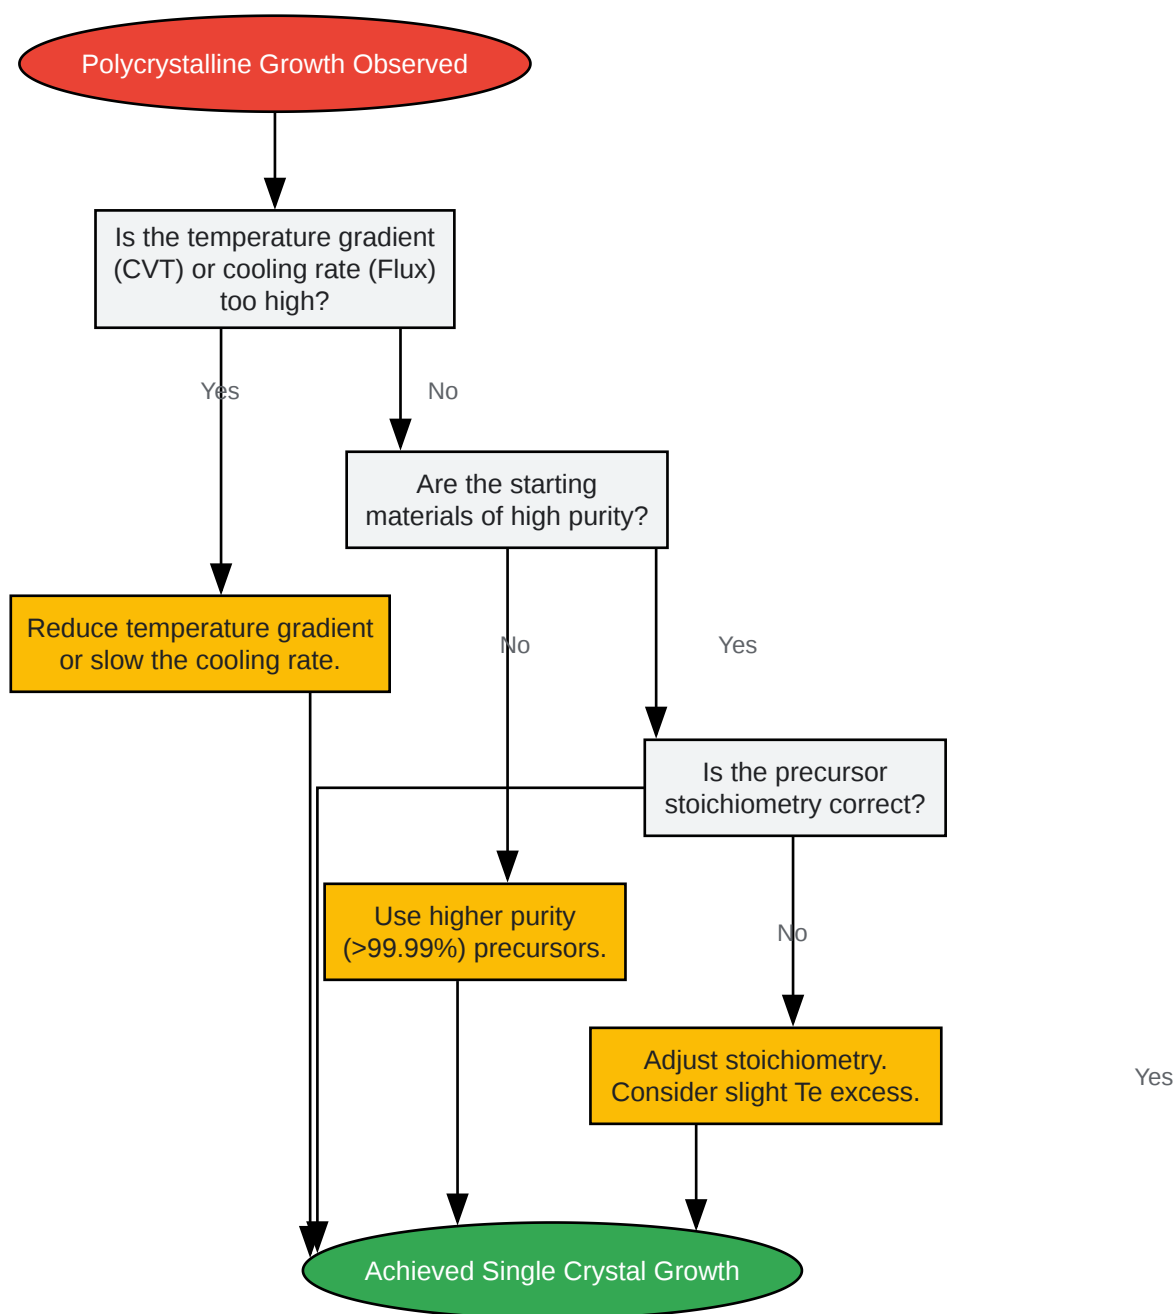 Polycrystalline Growth Observed
Is the temperature gradient
(CVT) or cooling rate (Flux)
too high?
Yes
No
Are the starting
materials of high purity?
Reduce temperature gradient
or slow the cooling rate.
No
Yes
Is the precursor
stoichiometry correct?
Use higher purity
(>99.99%) precursors.
No
Adjust stoichiometry.
Consider slight Te excess.
Yes
Achieved Single Crystal Growth